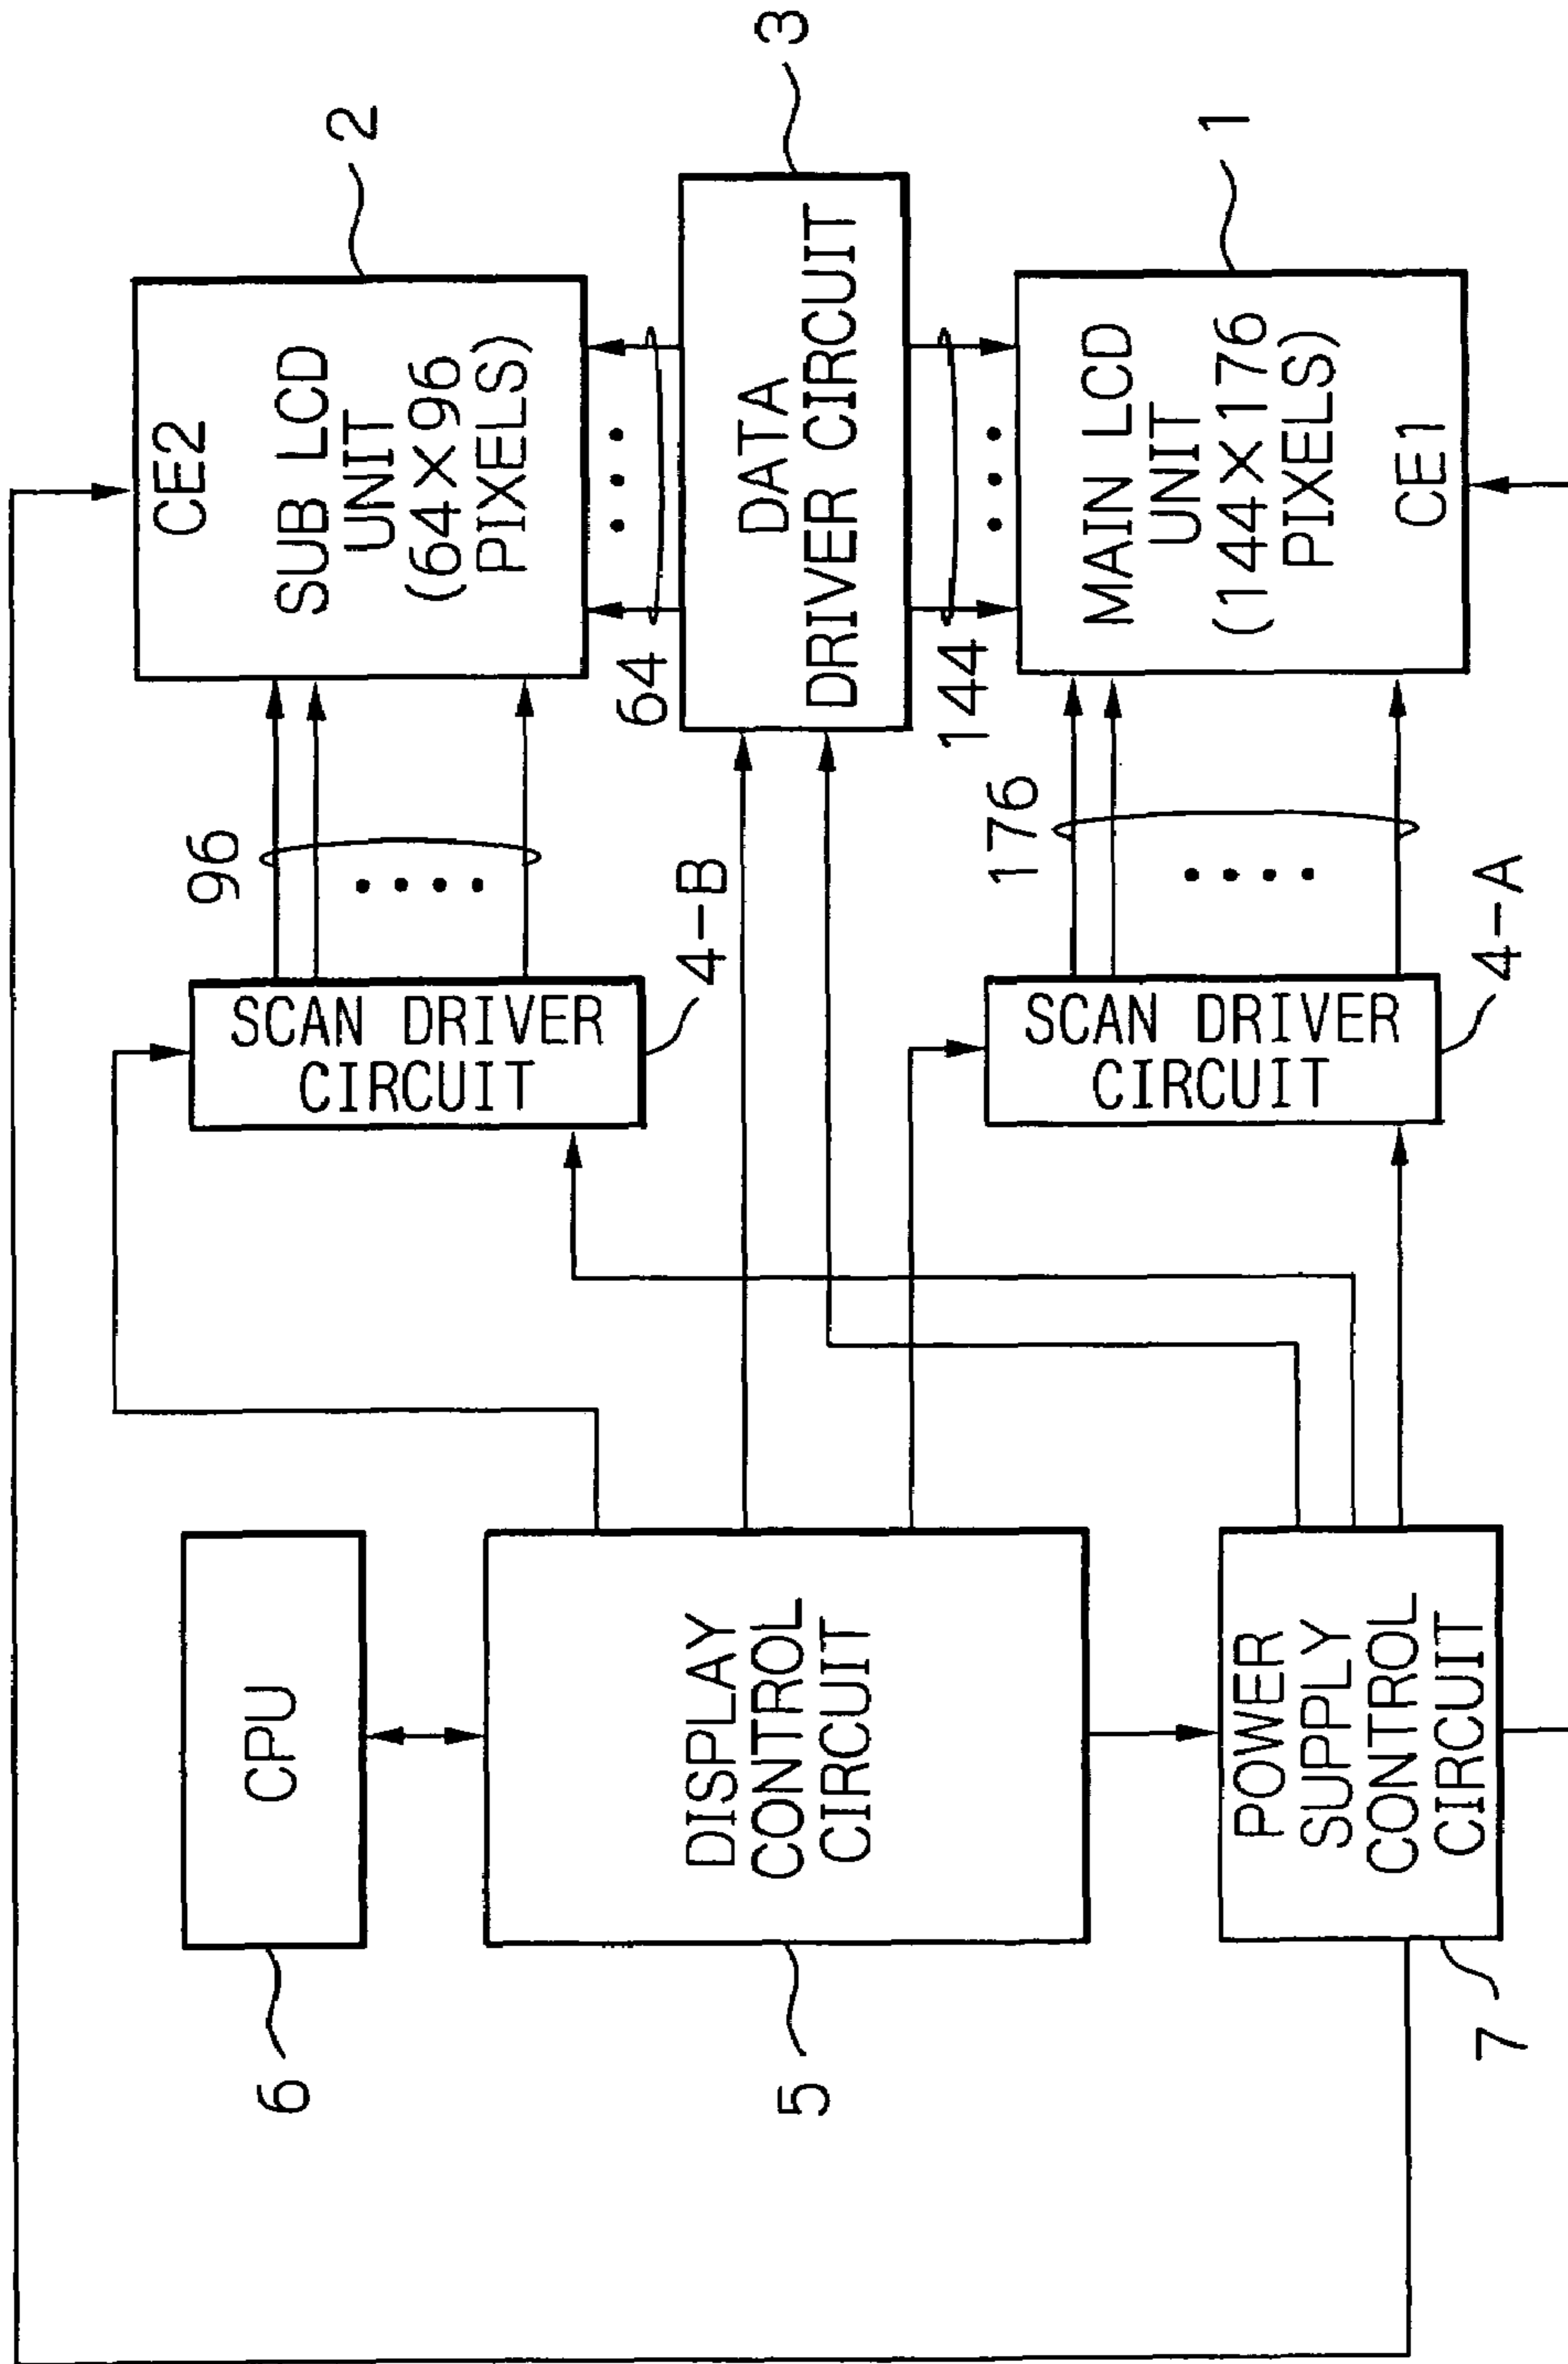 6
CPU
5
DISPLAY
CONTROL
CIRCUIT
7
POWER
SUPPLY
CONTROL
CIRCUIT
SCAN DRIVER
CIRCUIT
4-B
SCAN DRIVER
CIRCUIT
4-A
96
176
CE2
SUB LCD
UNIT
(64×96
PIXELS)
2
64
DATA
DRIVER CIRCUIT
3
144
MAIN LCD
UNIT
(144×176
PIXELS)
CE1
1